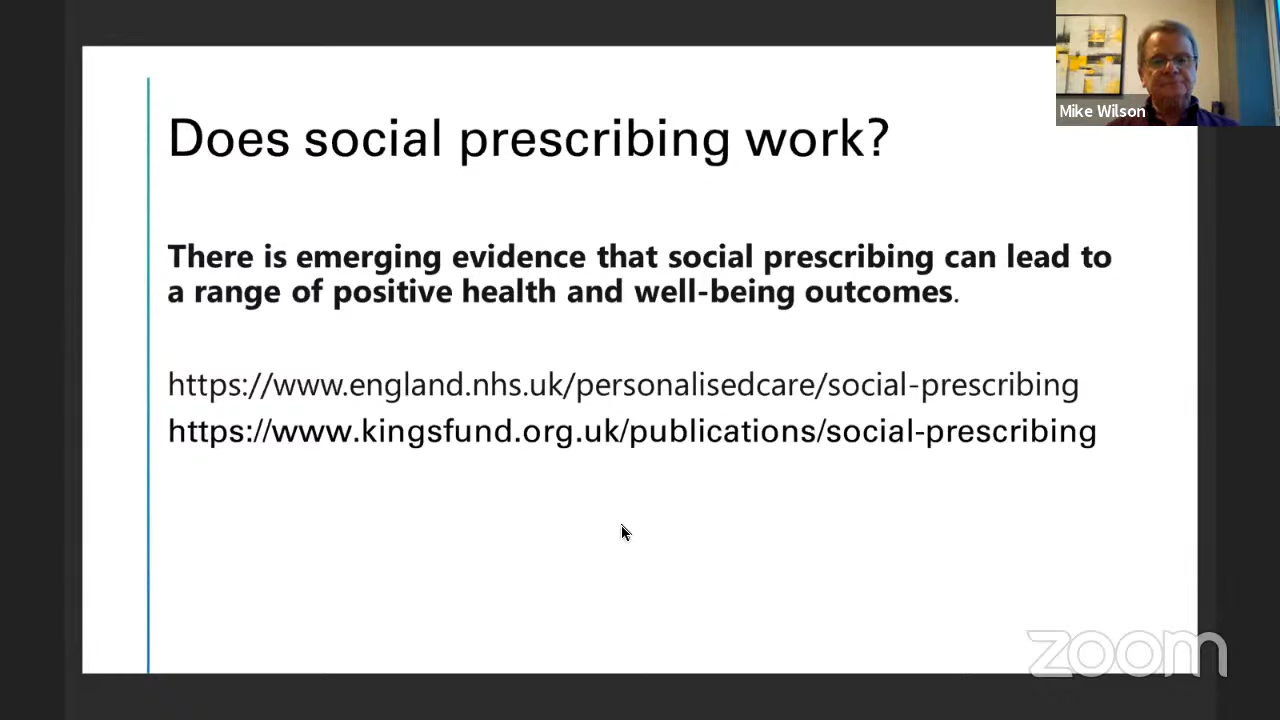 Does social prescribing work?
There is emerging evidence that social prescribing can lead to
a range of positive health and well-being outcomes.
https://www.england.nhs.uk/personalisedcare/social-prescribing
https://www.kingsfund.org.uk/publications/social-prescribing
Mike Wilson
zoom